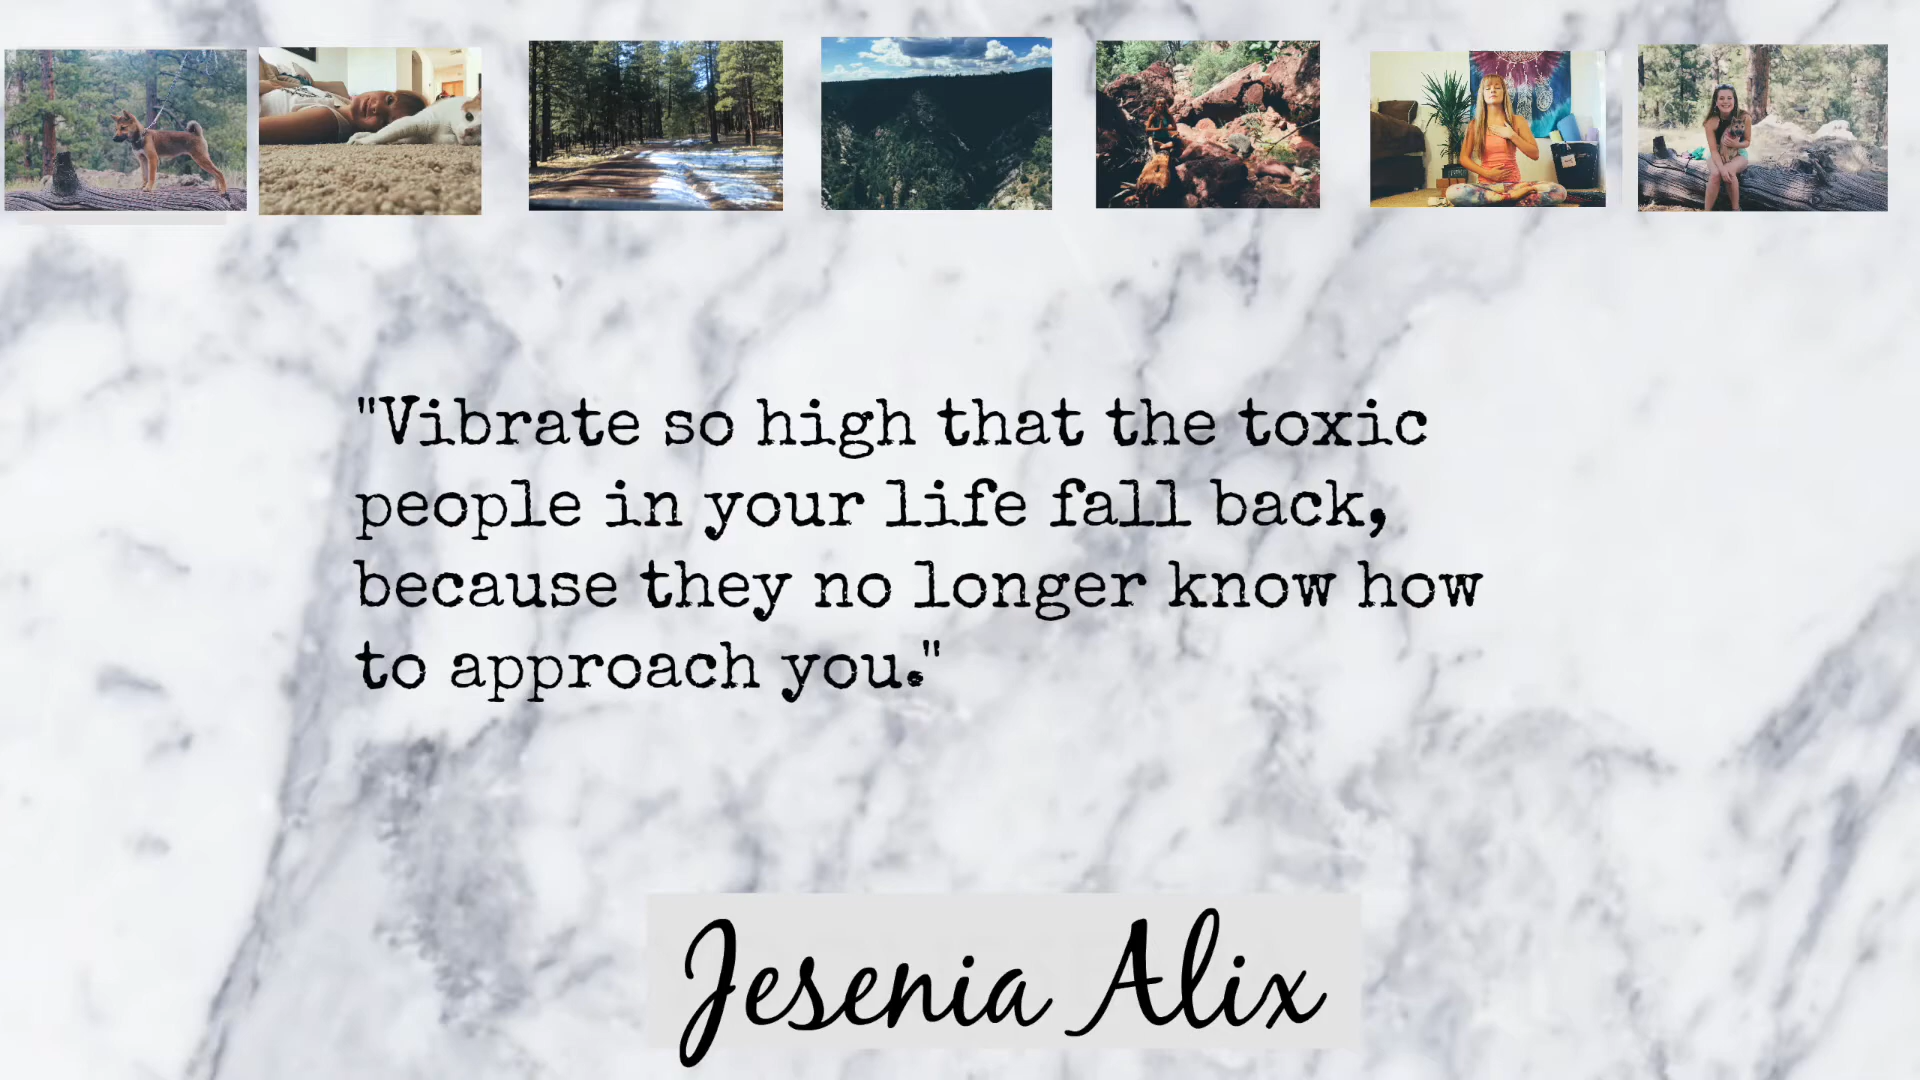 "Vibrate so high that the toxic
people in your life fall back,
because they no longer know how
to approach you."
Jesenia Alix